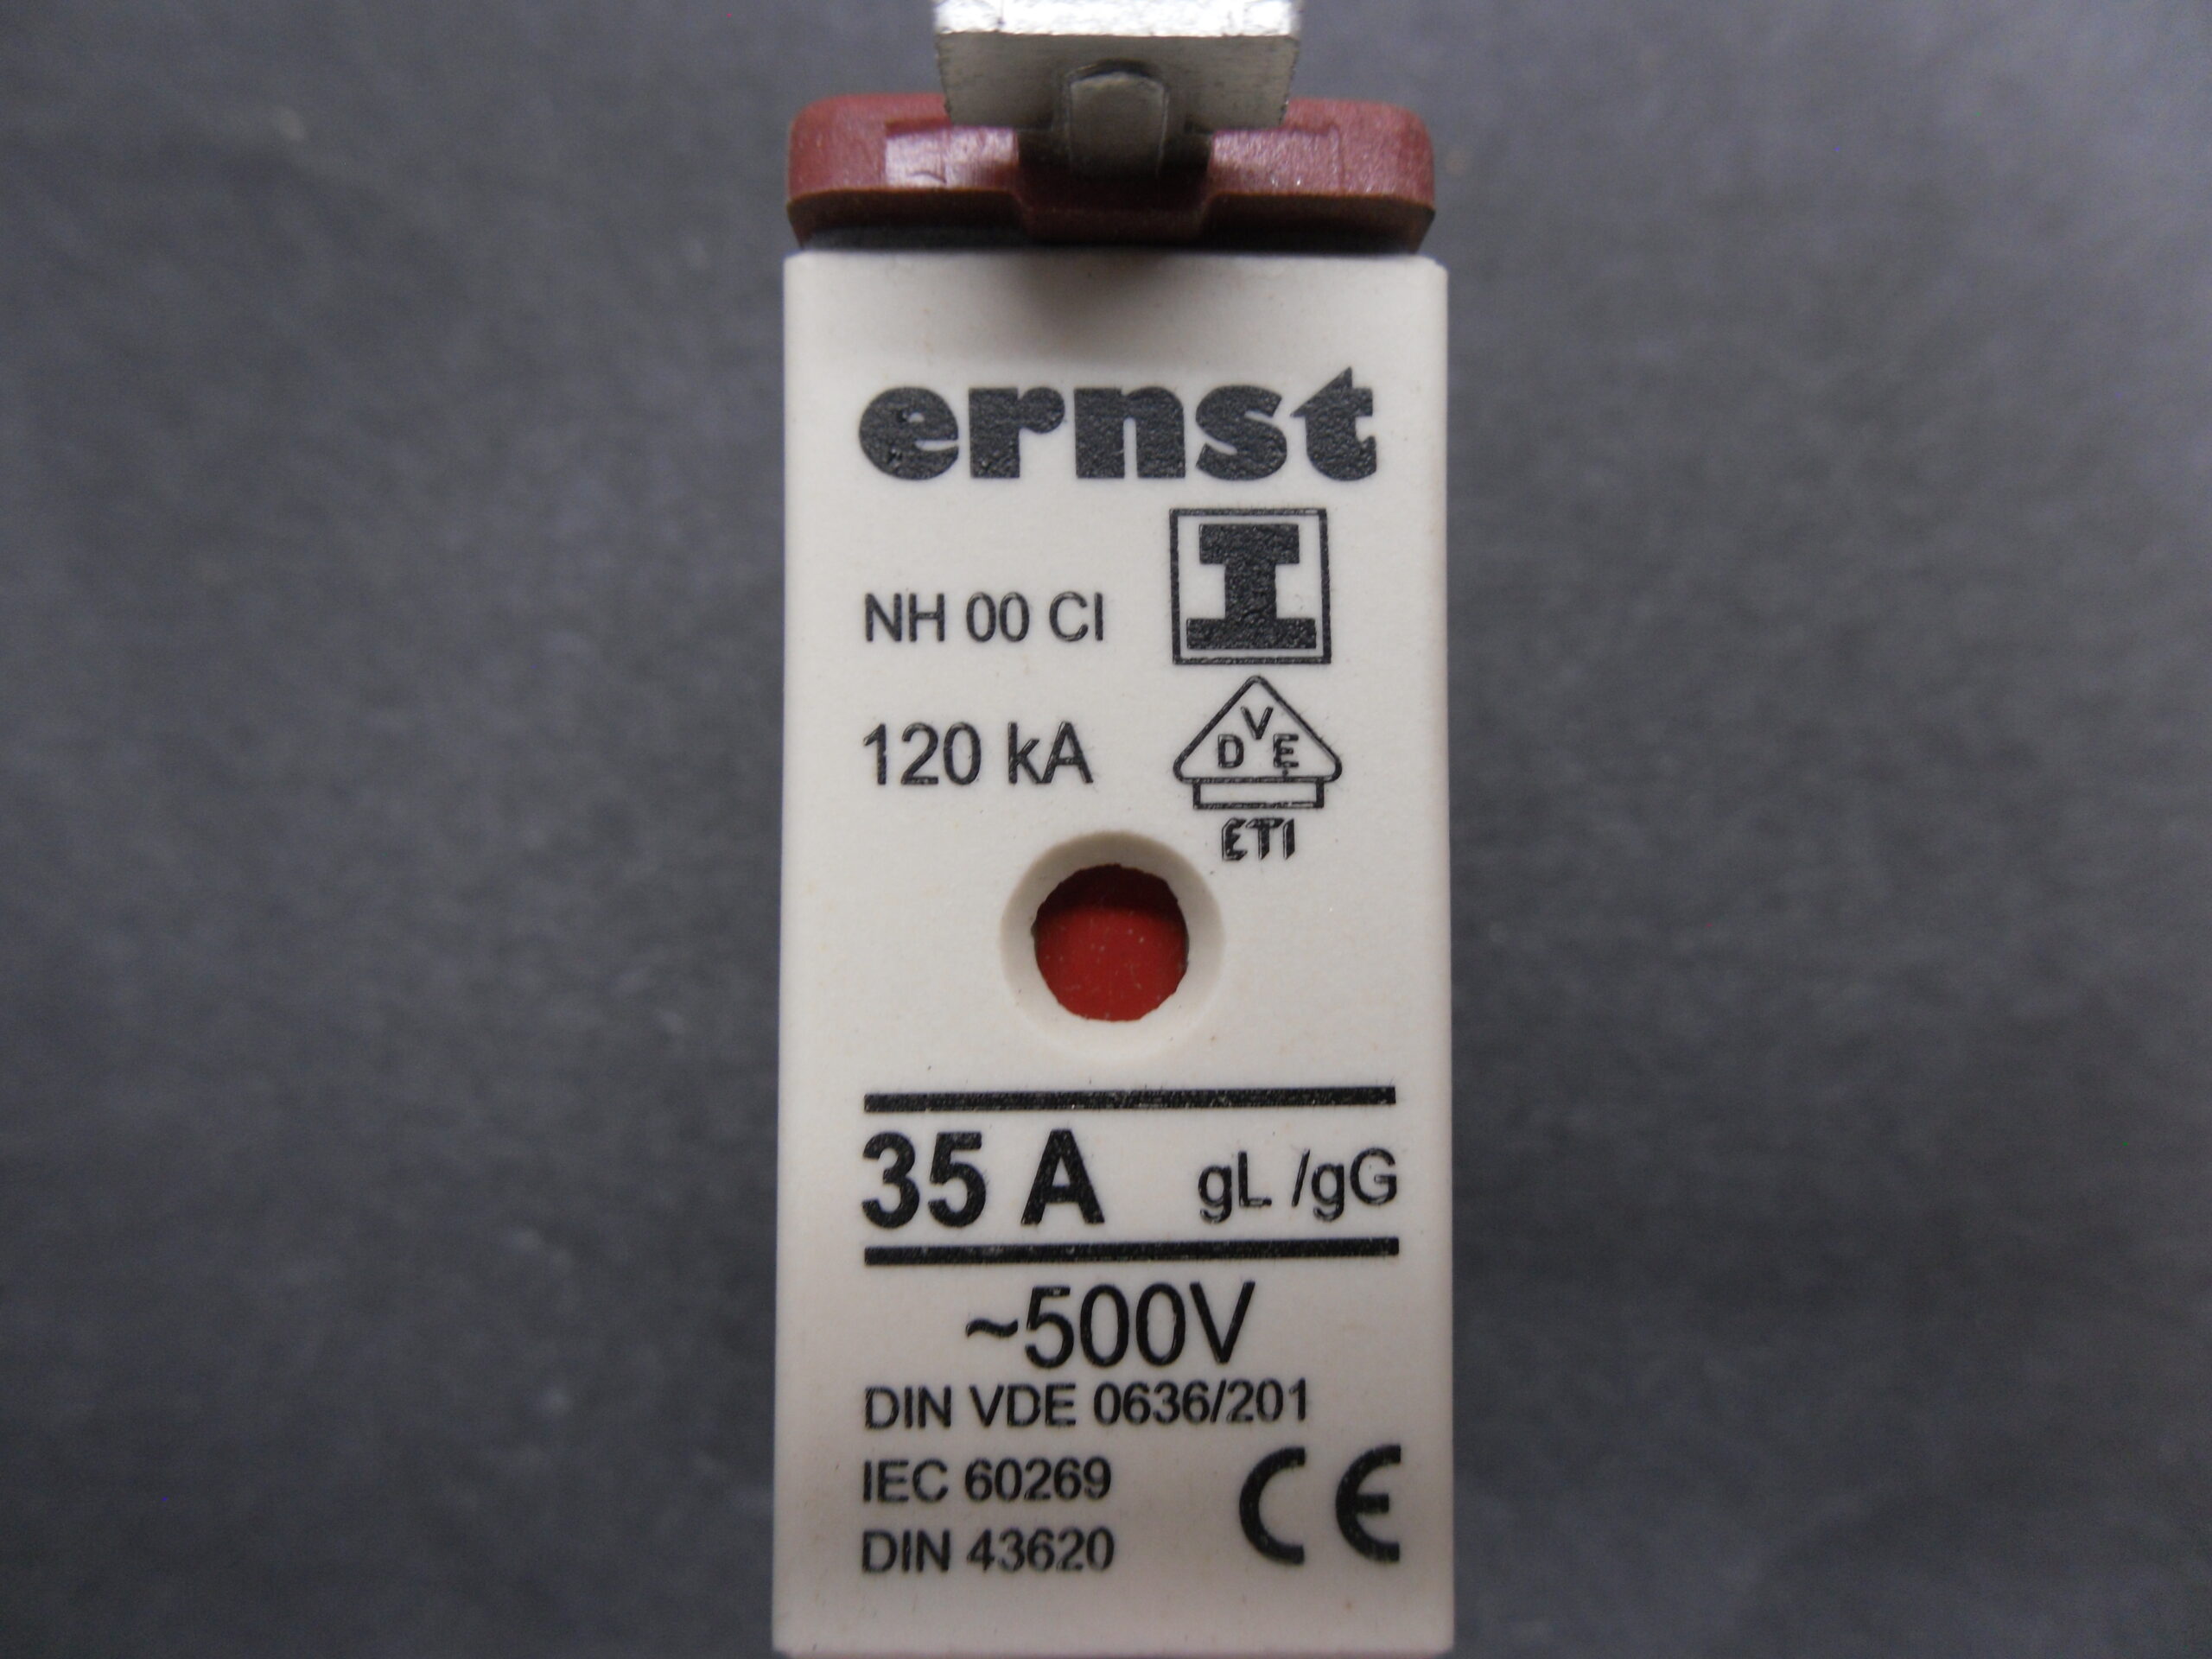 ernst
I
NH 00 CI
120 kA
DVE
ETI
35 A gL /gG
~500V
DIN VDE 0636/201
IEC 60269
DIN 43620
CE